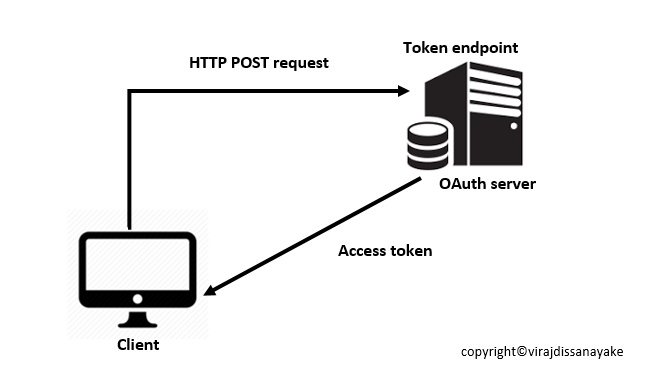 Token endpoint
HTTP POST request
OAuth server
Access token
Client
copyright©virajdissanayake